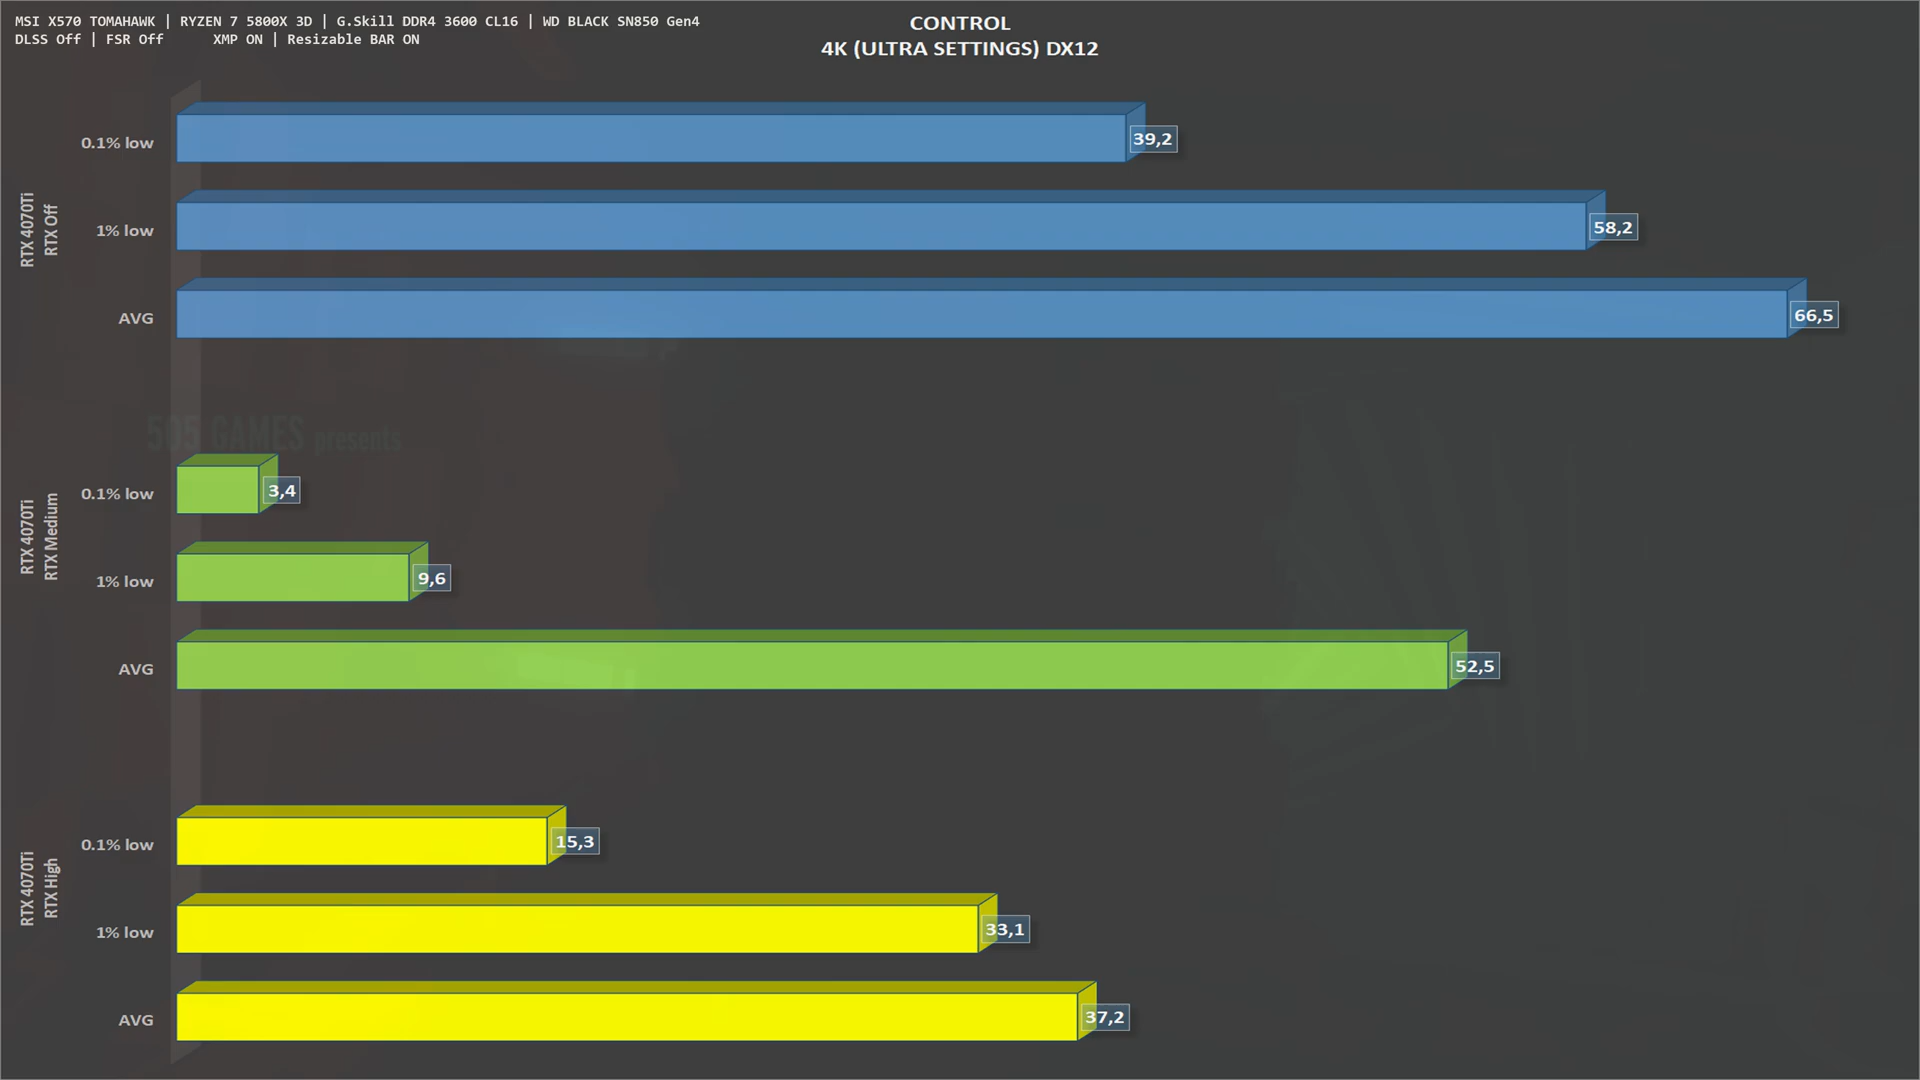 MSI X570 TOMAHAWK | RYZEN 7 5800X 3D | G.Skill DDR4 3600 CL16 | WD BLACK SN850 Gen4
DLSS Off | FSR Off XMP ON | Resizable BAR ON
CONTROL
4K (ULTRA SETTINGS) DX12
RTX 4070Ti
RTX Off
0.1% low 39,2
1% low 58,2
AVG 66,5
505 GAMES presents
RTX 4070Ti
RTX Medium
0.1% low 3,4
1% low 9,6
AVG 52,5
RTX 4070Ti
RTX High
0.1% low 15,3
1% low 33,1
AVG 37,2